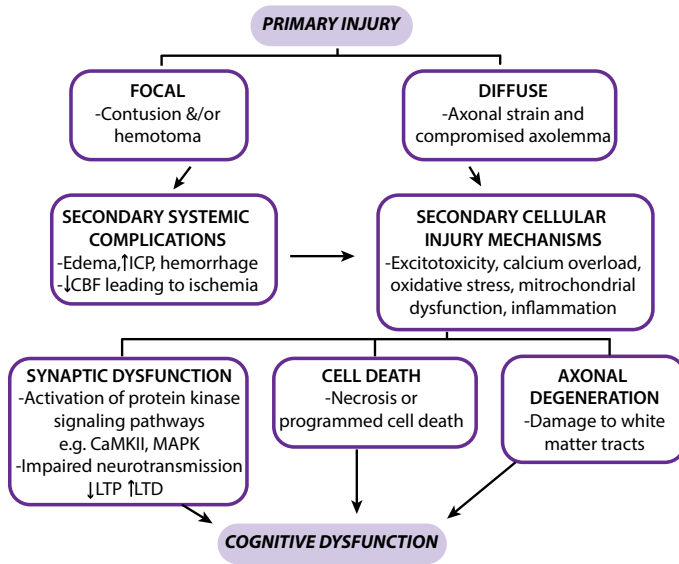 PRIMARY INJURY
FOCAL
-Contusion &/or
hemotoma
DIFFUSE
-Axonal strain and
compromised axolemma
SECONDARY SYSTEMIC
COMPLICATIONS
-Edema,↑ICP, hemorrhage
-↓CBF leading to ischemia
SECONDARY CELLULAR
INJURY MECHANISMS
-Excitotoxicity, calcium overload,
oxidative stress, mitrochondrial
dysfunction, inflammation
SYNAPTIC DYSFUNCTION
-Activation of protein kinase
signaling pathways
e.g. CaMKII, MAPK
-Impaired neurotransmission
↓LTP ↑LTD
CELL DEATH
-Necrosis or
programmed cell death
AXONAL
DEGENERATION
-Damage to white
matter tracts
COGNITIVE DYSFUNCTION